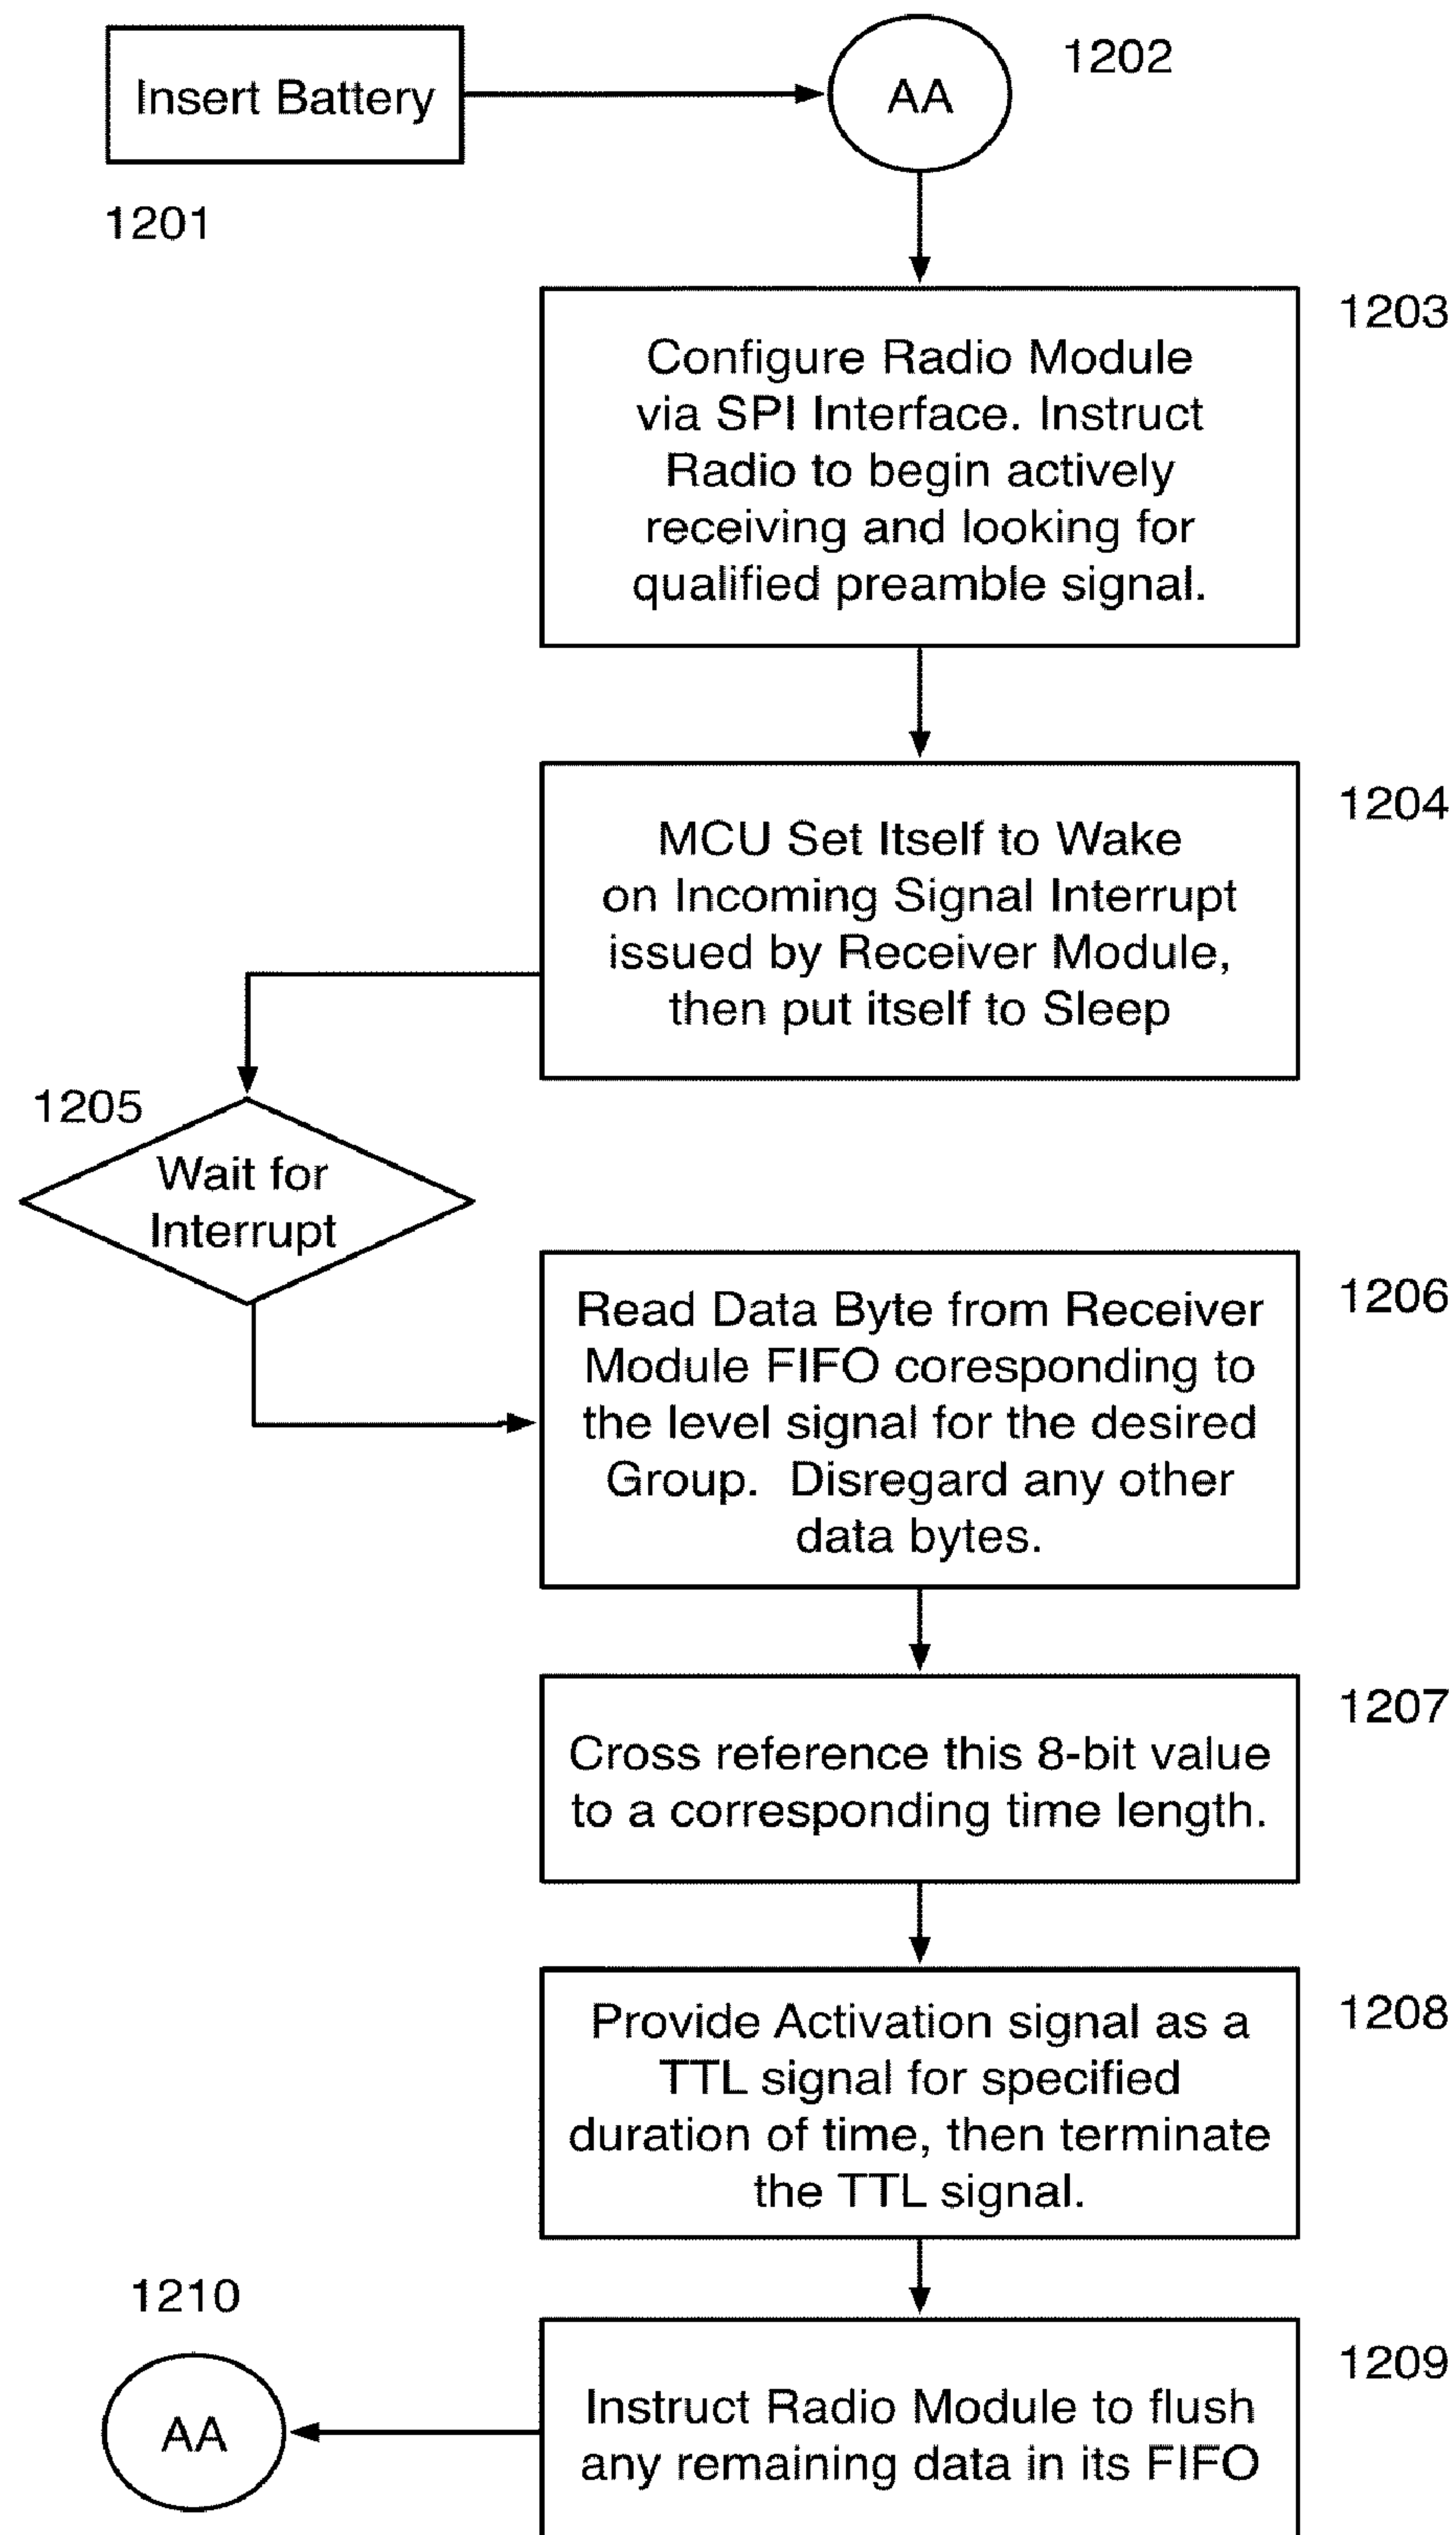 Insert Battery
1201
AA
1202
1203
Configure Radio Module
via SPI Interface. Instruct
Radio to begin actively
receiving and looking for
qualified preamble signal.
1204
MCU Set Itself to Wake
on Incoming Signal Interrupt
issued by Receiver Module,
then put itself to Sleep
1205
Wait for
Interrupt
1206
Read Data Byte from Receiver
Module FIFO coresponding to
the level signal for the desired
Group. Disregard any other
data bytes.
1207
Cross reference this 8-bit value
to a corresponding time length.
1208
Provide Activation signal as a
TTL signal for specified
duration of time, then terminate
the TTL signal.
1210
AA
1209
Instruct Radio Module to flush
any remaining data in its FIFO